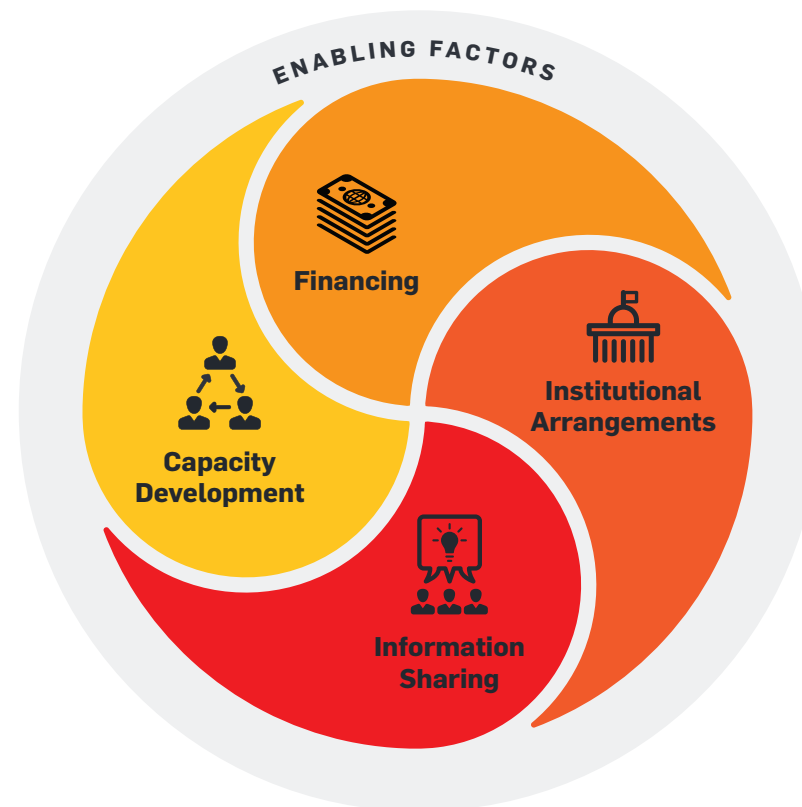 ENABLING FACTORS
Financing
Institutional
Arrangements
Capacity
Development
Information
Sharing